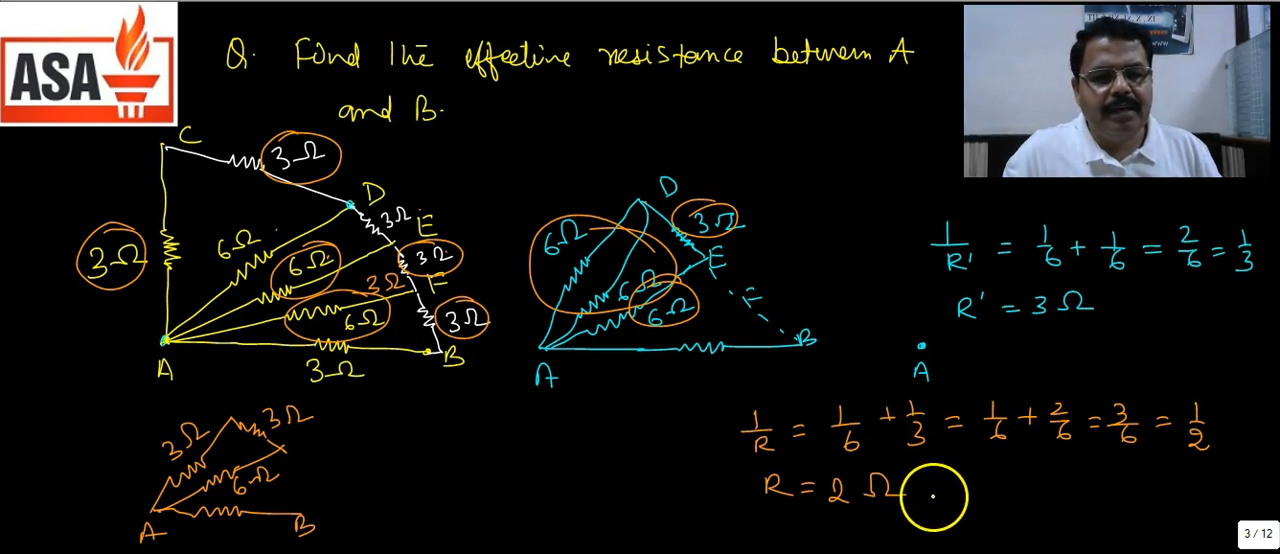 ASA
Q. Find the effective resistance between A
and B.
C
3Ω
D
3Ω
E
6Ω
6Ω
3Ω
3Ω
3Ω
F
6Ω
3Ω
A
3Ω
B
D
6Ω
3Ω
E
6Ω
6Ω
F
A
B
1/R' = 1/6 + 1/6 = 2/6 = 1/3
R' = 3 Ω
A
3Ω
3Ω
6Ω
A
B
1/R = 1/6 + 1/3 = 1/6 + 2/6 = 3/6 = 1/2
R = 2 Ω
3 / 12